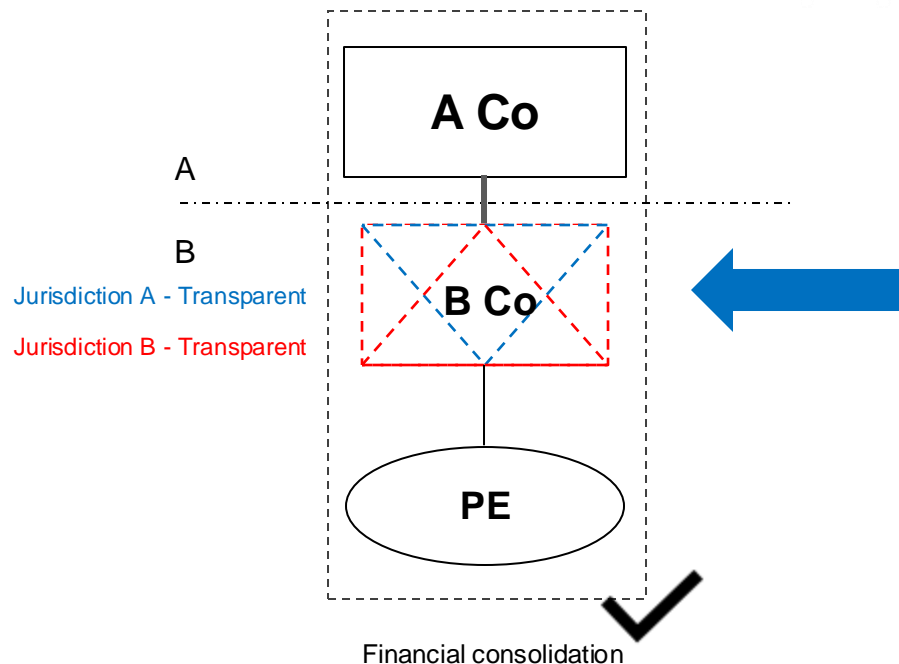 A Co
A
B
Jurisdiction A - Transparent
B Co
Jurisdiction B - Transparent
PE
Financial consolidation